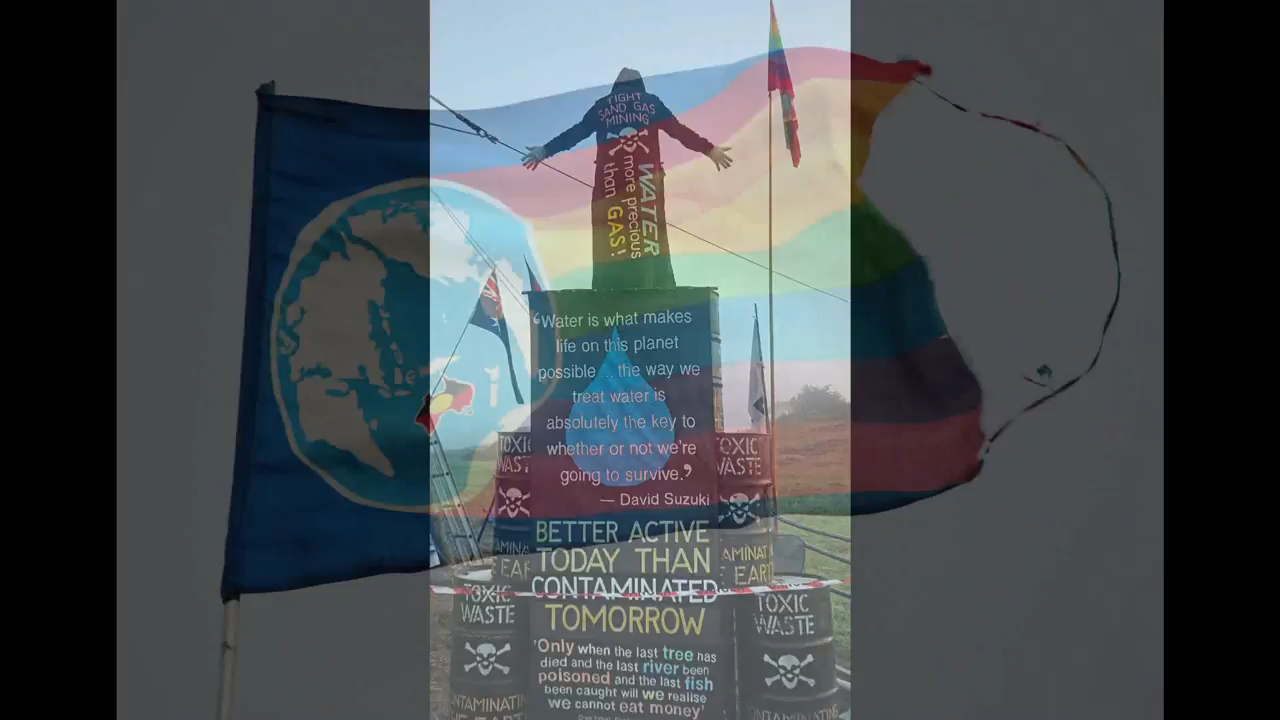 TIGHT
SAND GAS
MINING
WATER
more precious
than GAS!
“Water is what makes
life on this planet
possible ... the way we
treat water is
absolutely the key to
whether or not we're
going to survive.”
— David Suzuki
TOXIC
WASTE
TOXIC
WASTE
BETTER ACTIVE
TODAY THAN
CONTAMINATED
TOMORROW
TOXIC
WASTE
TOXIC
WASTE
'Only when the last tree has
died and the last river been
poisoned and the last fish
been caught will we realise
we cannot eat money'